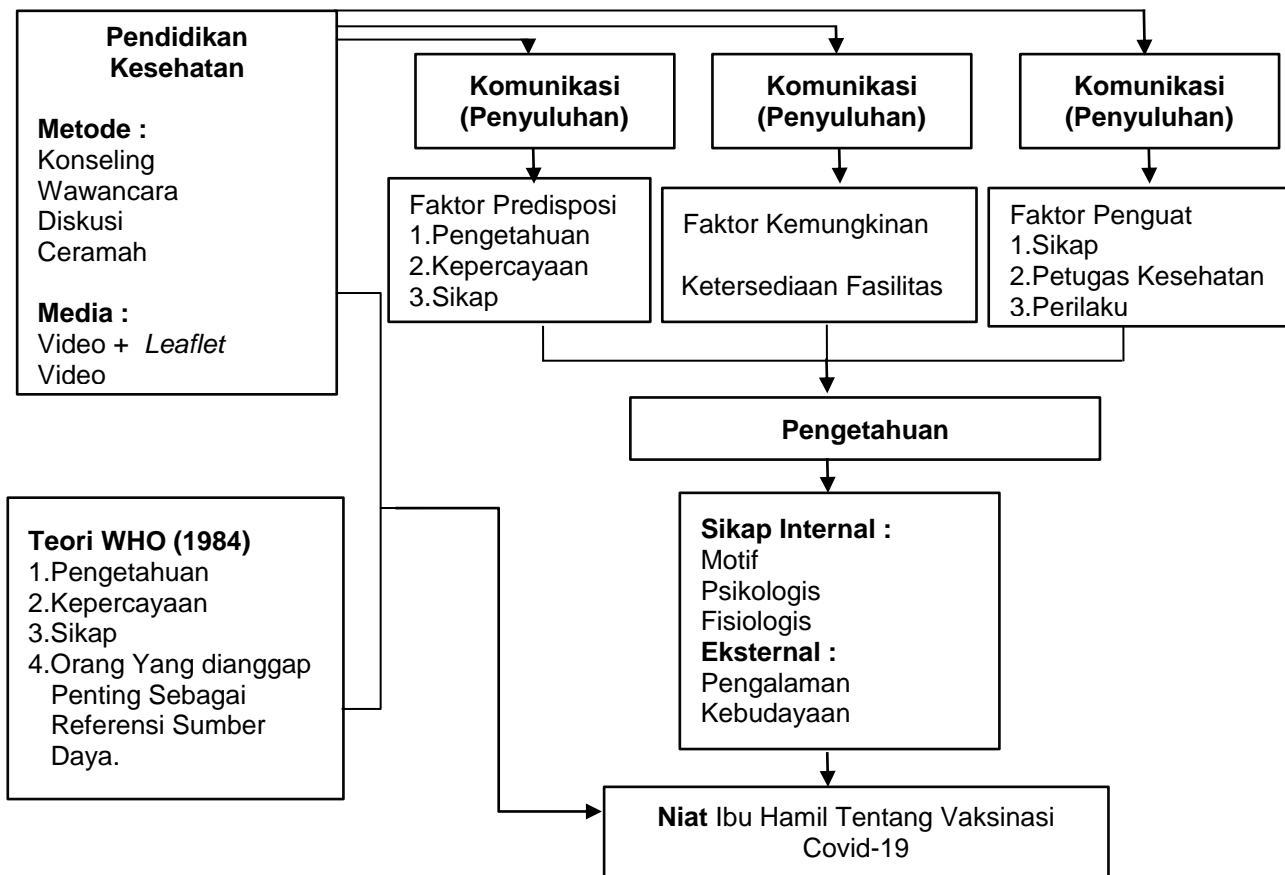 Pendidikan
Kesehatan
Metode :
Konseling
Wawancara
Diskusi
Ceramah
Media :
Video + Leaflet
Video
Komunikasi
(Penyuluhan)
Komunikasi
(Penyuluhan)
Komunikasi
(Penyuluhan)
Faktor Predisposi
1.Pengetahuan
2.Kepercayaan
3.Sikap
Faktor Kemungkinan
Ketersediaan Fasilitas
Faktor Penguat
1.Sikap
2.Petugas Kesehatan
3.Perilaku
Pengetahuan
Teori WHO (1984)
1.Pengetahuan
2.Kepercayaan
3.Sikap
4.Orang Yang dianggap
Penting Sebagai
Referensi Sumber
Daya.
Sikap Internal :
Motif
Psikologis
Fisiologis
Eksternal :
Pengalaman
Kebudayaan
Niat Ibu Hamil Tentang Vaksinasi
Covid-19